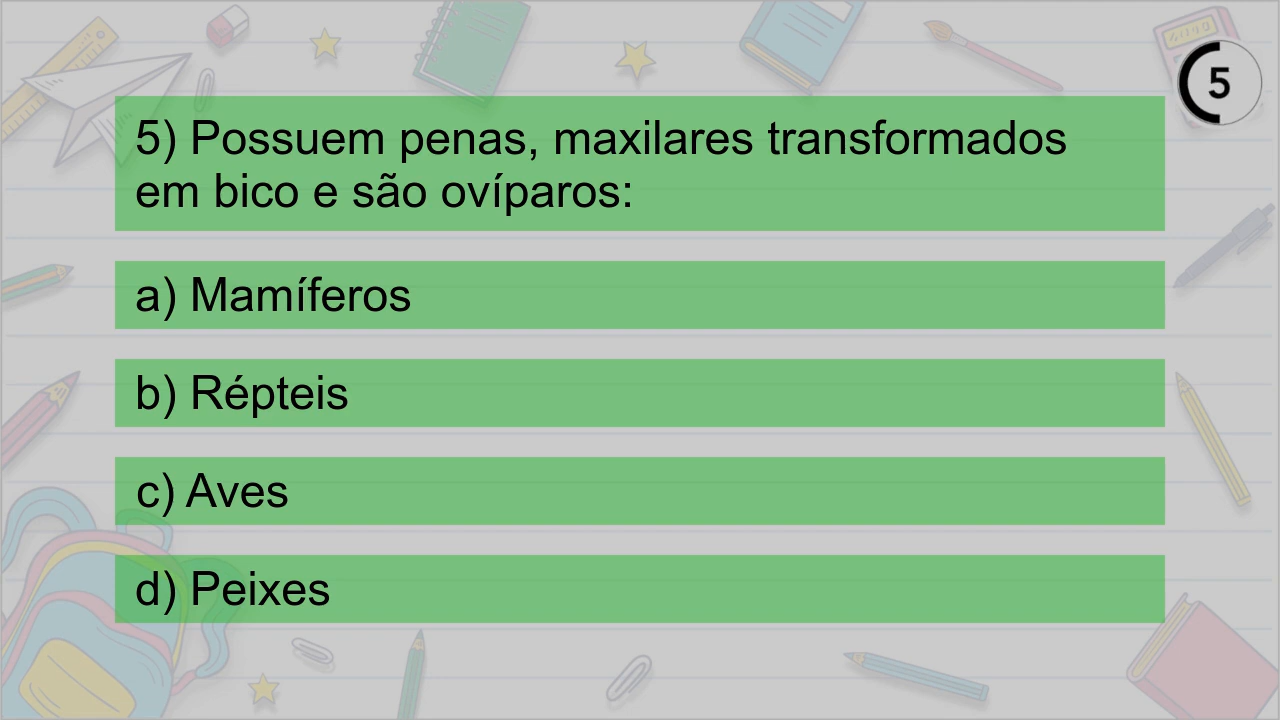 5
5) Possuem penas, maxilares transformados
em bico e são ovíparos:
a) Mamíferos
b) Répteis
c) Aves
d) Peixes